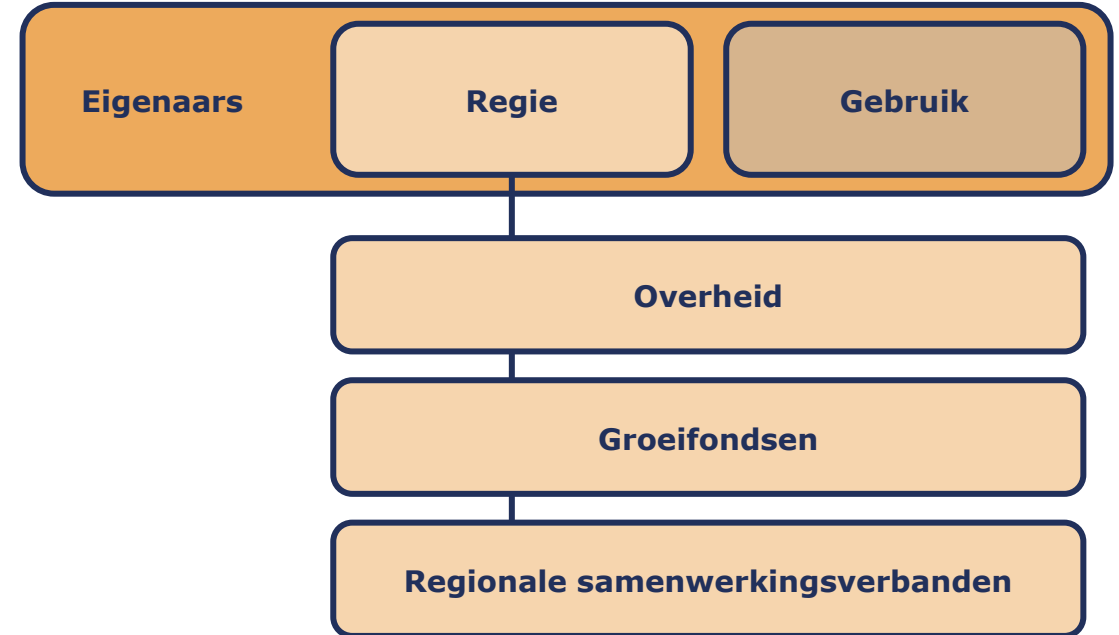 Eigenaars
Regie
Gebruik
Overheid
Groeifondsen
Regionale samenwerkingsverbanden